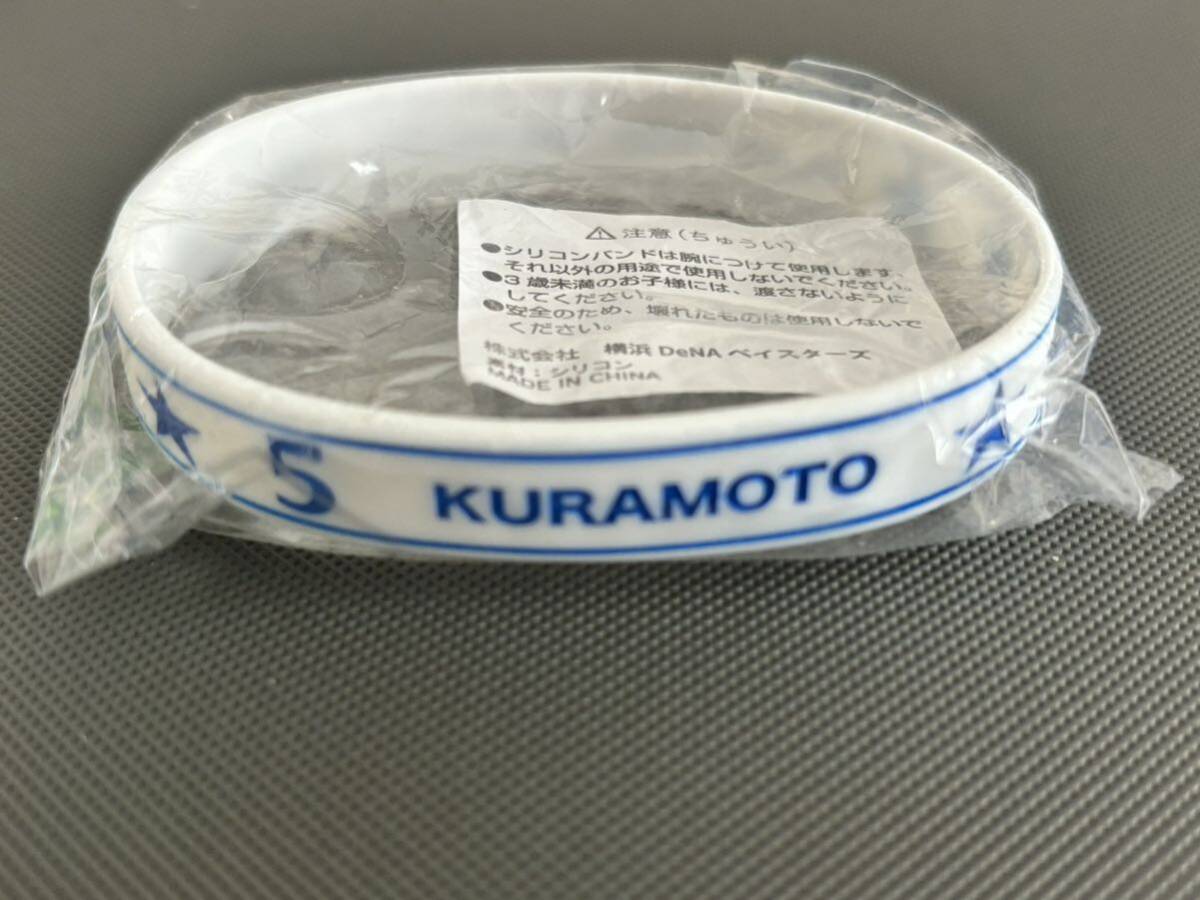 ⚠ 注意(ちゅうい)
●シリコンバンドは腕につけて使用します。
それ以外の用途で使用しないでください。
●3歳未満のお子様には、渡さないように
してください。
●安全のため、壊れたものは使用しないで
ください。
株式会社 横浜DeNAベイスターズ
素材:シリコン
MADE IN CHINA
5 KURAMOTO